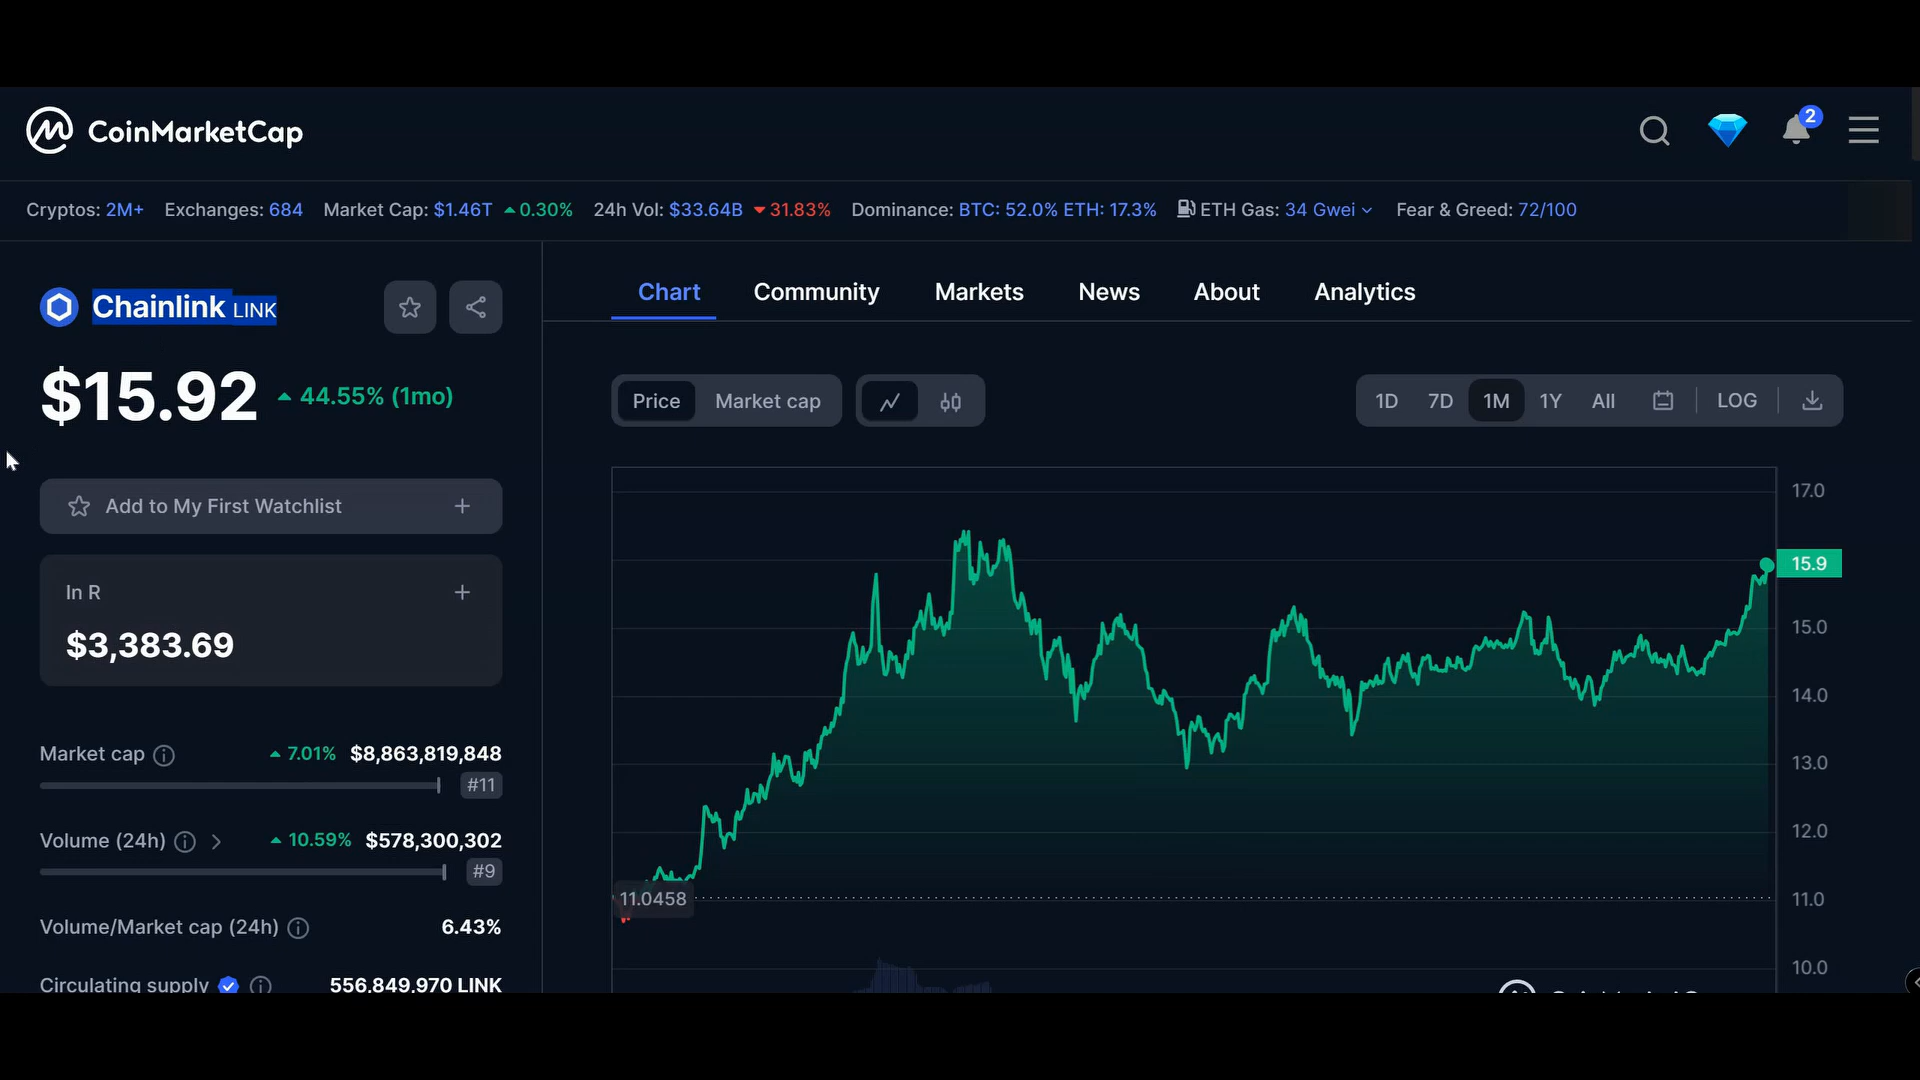 CoinMarketCap
2
Cryptos: 2M+ Exchanges: 684 Market Cap: $1.46T 0.30% 24h Vol: $33.64B 31.83% Dominance: BTC: 52.0% ETH: 17.3% ETH Gas: 34 Gwei Fear & Greed: 72/100
Chainlink LINK
$15.92 44.55% (1mo)
Add to My First Watchlist +
In R +
$3,383.69
Market cap 7.01% $8,863,819,848
#11
Volume (24h) 10.59% $578,300,302
#9
Volume/Market cap (24h) 6.43%
Circulating supply 556,849,970 LINK
Chart Community Markets News About Analytics
Price Market cap
1D 7D 1M 1Y All LOG
17.0
15.9
15.0
14.0
13.0
12.0
11.0458
11.0
10.0